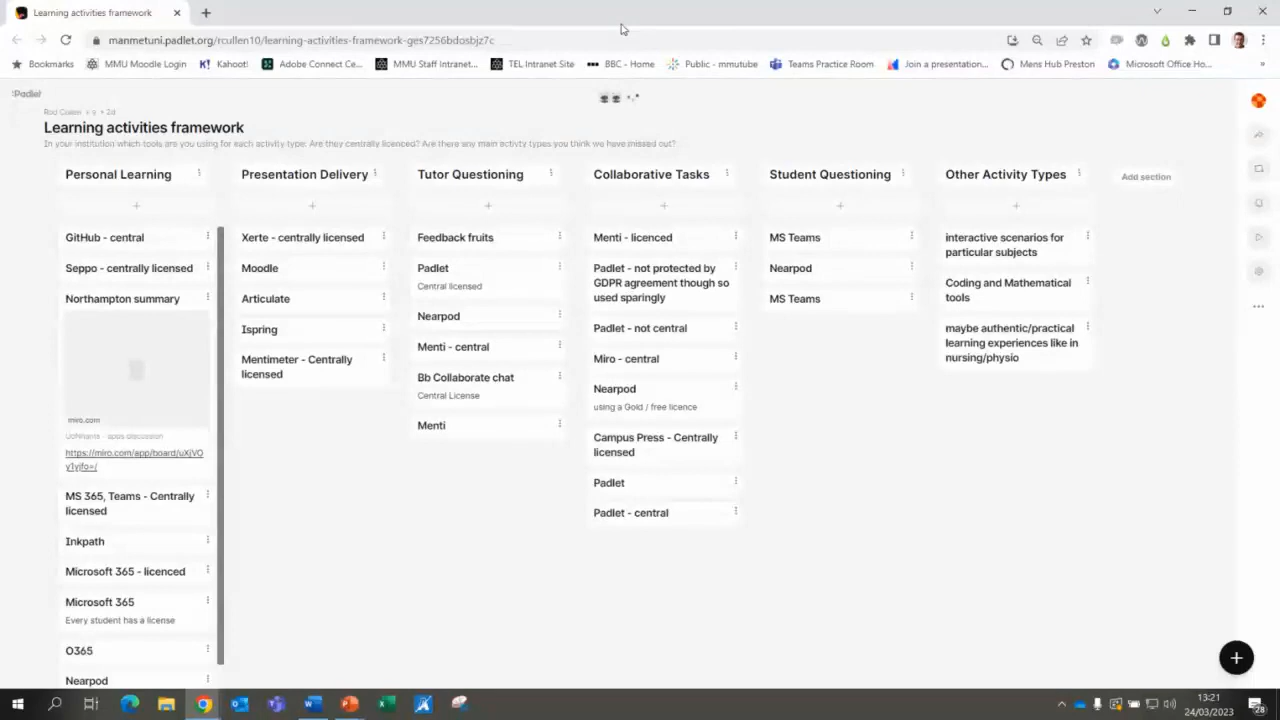 Learning activities framework
manmetuni.padlet.org/rcullen10/learning-activities-framework-ges7256bdosbjz7c
Bookmarks
MMU Moodle Login
Kahoot!
Adobe Connect Ce...
MMU Staff Intranet...
TEL Intranet Site
BBC - Home
Public - mmutube
Teams Practice Room
Join a presentation...
Mens Hub Preston
Microsoft Office Ho...
»
:Padlet
Rod Cullen + 8 • 2d
Learning activities framework
In your institution which tools are you using for each activity type. Are they centrally licenced? Are there any main activity types you think we have missed out?
Personal Learning
GitHub - central
Seppo - centrally licensed
Northampton summary
miro.com
UoNhants - apps discussion
https://miro.com/app/board/uXjVO
MS 365, Teams - Centrally
licensed
Inkpath
Microsoft 365 - licenced
Microsoft 365
Every student has a license
O365
Nearpod
Presentation Delivery
Xerte - centrally licensed
Moodle
Articulate
Ispring
Mentimeter - Centrally
licensed
Tutor Questioning
Feedback fruits
Padlet
Central licensed
Nearpod
Menti - central
Bb Collaborate chat
Central License
Menti
Collaborative Tasks
Menti - licenced
Padlet - not protected by
GDPR agreement though so
used sparingly
Padlet - not central
Miro - central
Nearpod
using a Gold / free licence
Campus Press - Centrally
licensed
Padlet
Padlet - central
Student Questioning
MS Teams
Nearpod
MS Teams
Other Activity Types
interactive scenarios for
particular subjects
Coding and Mathematical
tools
maybe authentic/practical
learning experiences like in
nursing/physio
Add section
13:21
24/03/2023
28